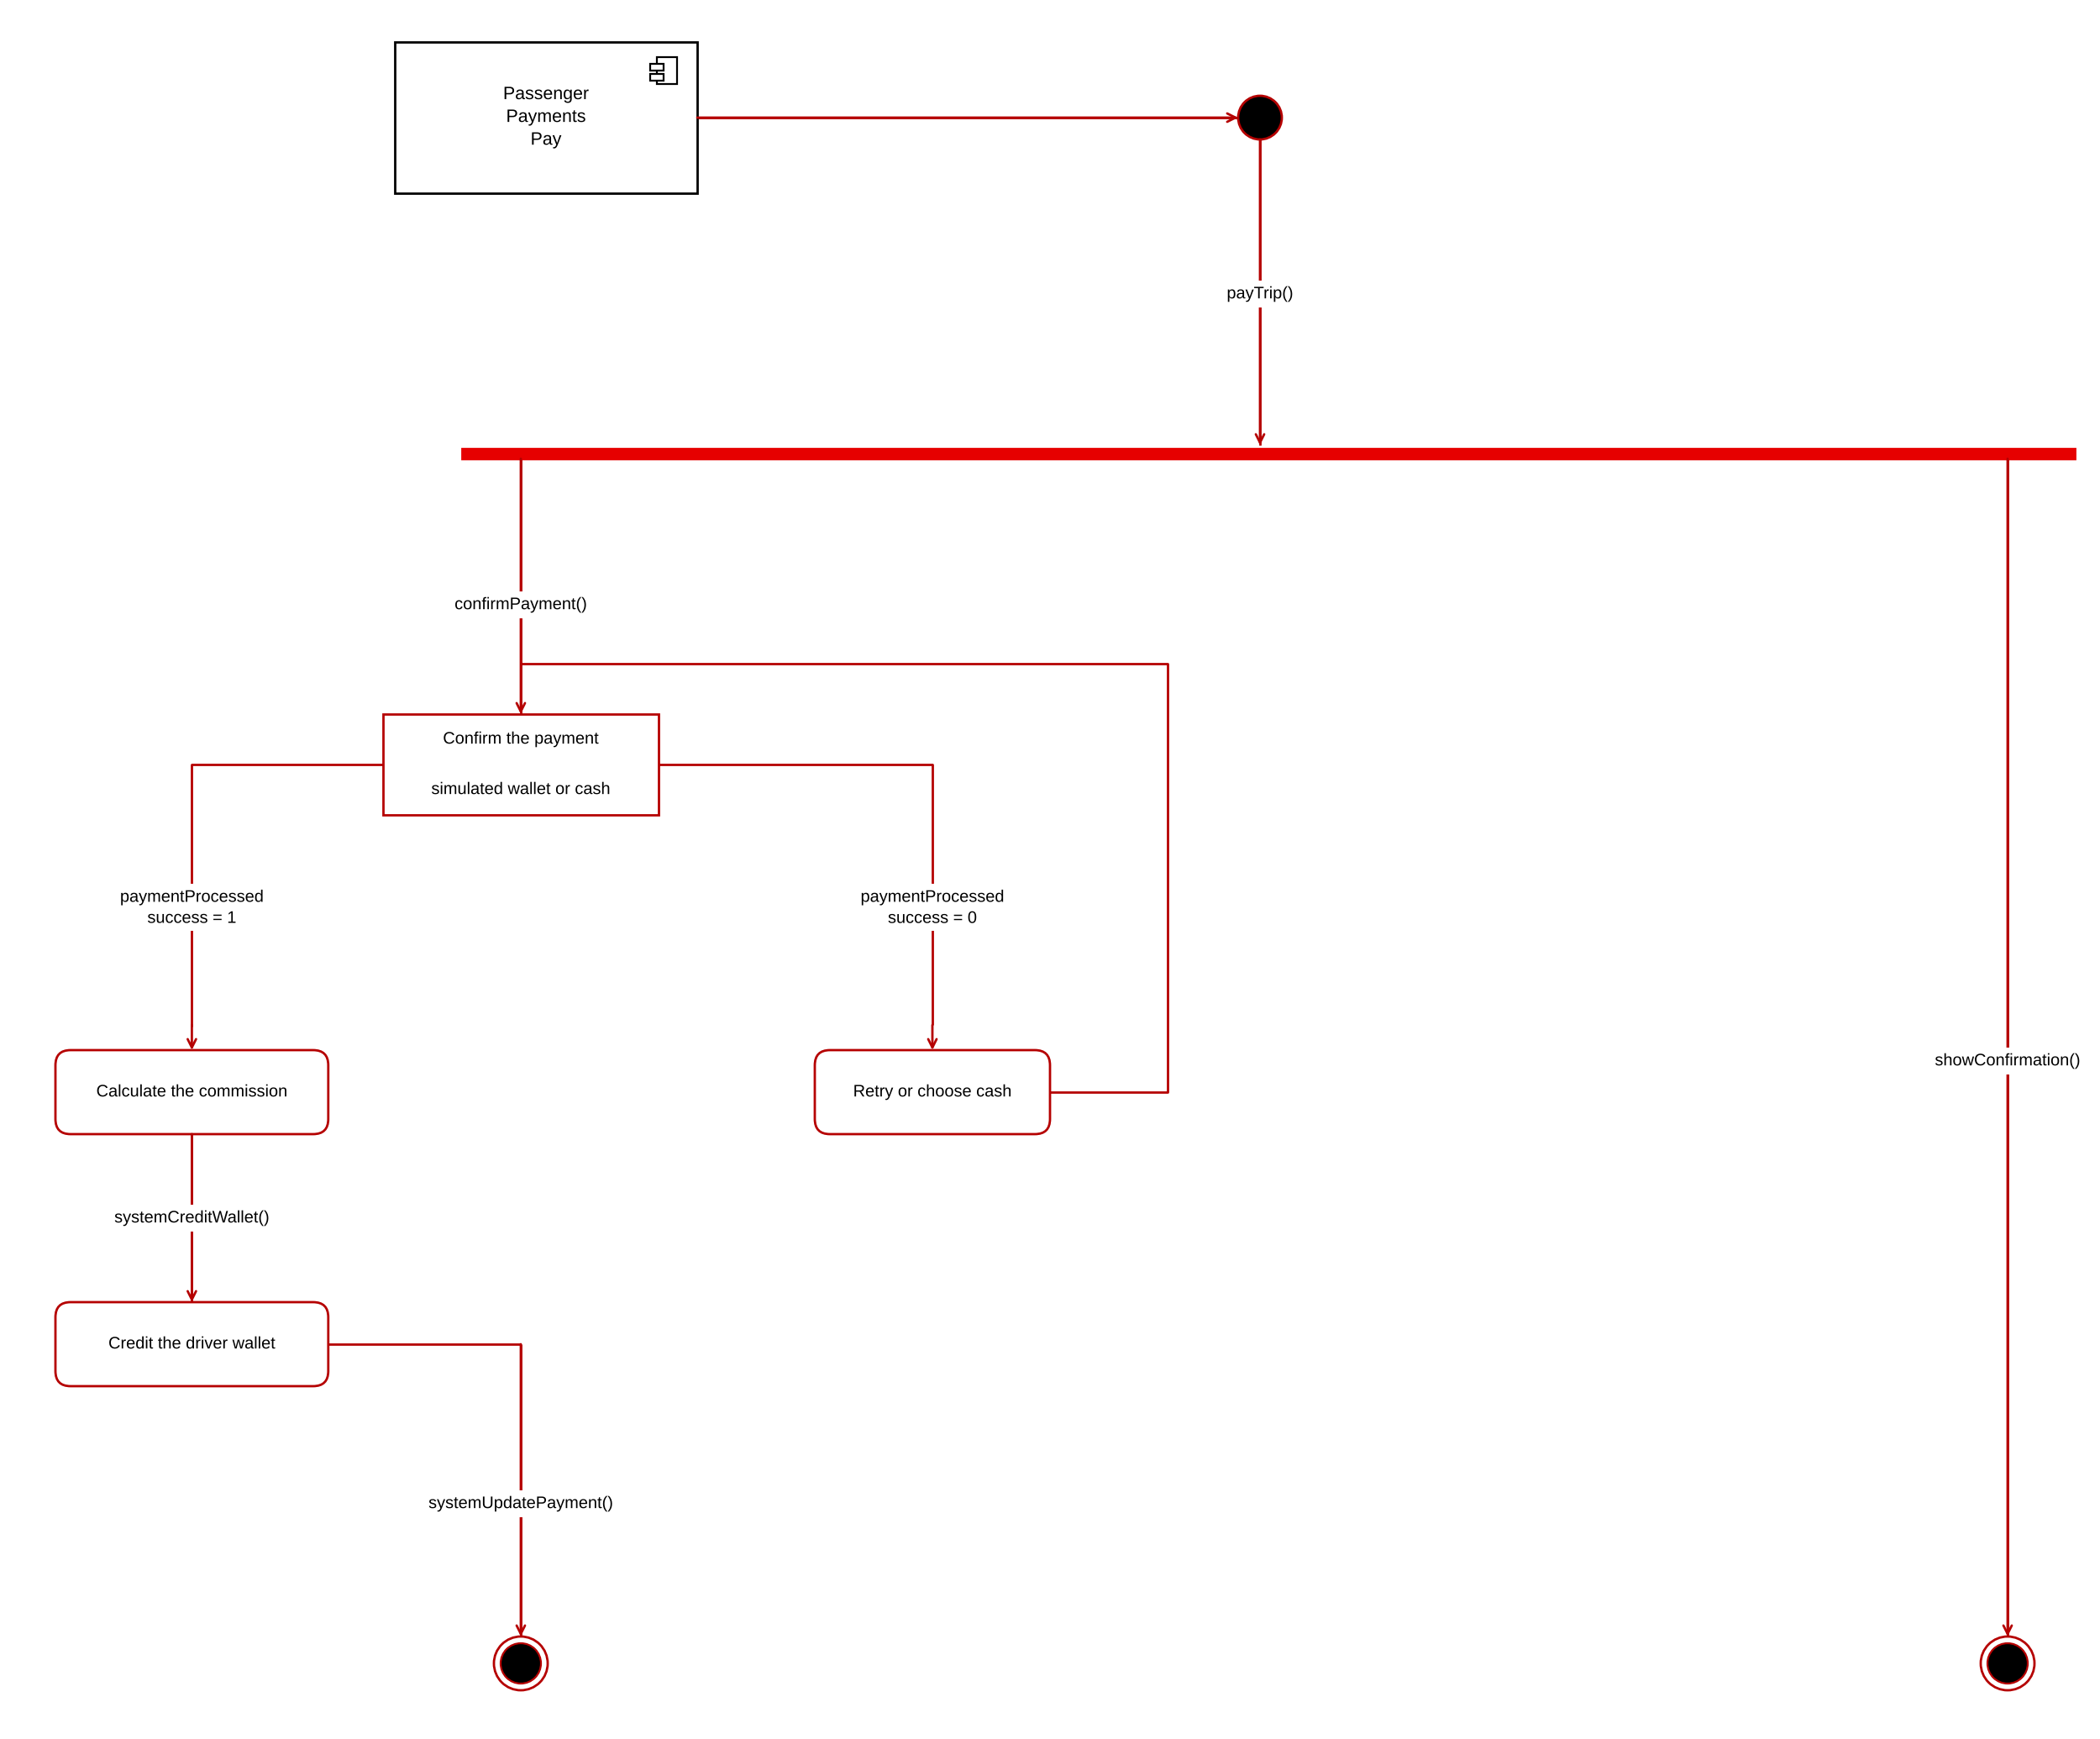 Passenger
Payments
Pay
payTrip()
confirmPayment()
Confirm the payment
simulated wallet or cash
paymentProcessed
success = 1
paymentProcessed
success = 0
Calculate the commission
Retry or choose cash
showConfirmation()
systemCreditWallet()
Credit the driver wallet
systemUpdatePayment()